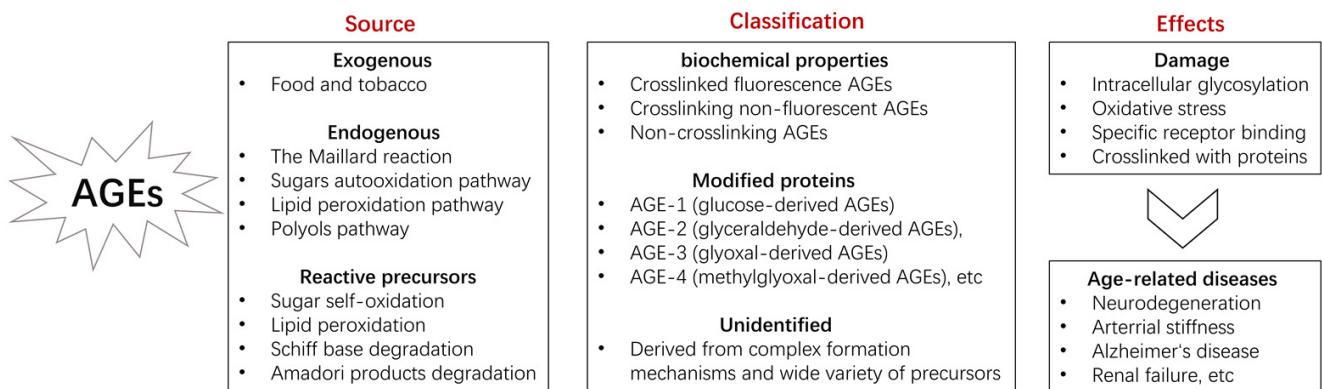 AGEs
Source
Exogenous
• Food and tobacco
Endogenous
• The Maillard reaction
• Sugars autooxidation pathway
• Lipid peroxidation pathway
• Polyols pathway
Reactive precursors
• Sugar self-oxidation
• Lipid peroxidation
• Schiff base degradation
• Amadori products degradation
Classification
biochemical properties
• Crosslinked fluorescence AGEs
• Crosslinking non-fluorescent AGEs
• Non-crosslinking AGEs
Modified proteins
• AGE-1 (glucose-derived AGEs)
• AGE-2 (glyceraldehyde-derived AGEs),
• AGE-3 (glyoxal-derived AGEs)
• AGE-4 (methylglyoxal-derived AGEs), etc
Unidentified
• Derived from complex formation
mechanisms and wide variety of precursors
Effects
Damage
• Intracellular glycosylation
• Oxidative stress
• Specific receptor binding
• Crosslinked with proteins
Age-related diseases
• Neurodegeneration
• Arterrial stiffness
• Alzheimer‘s disease
• Renal failure, etc